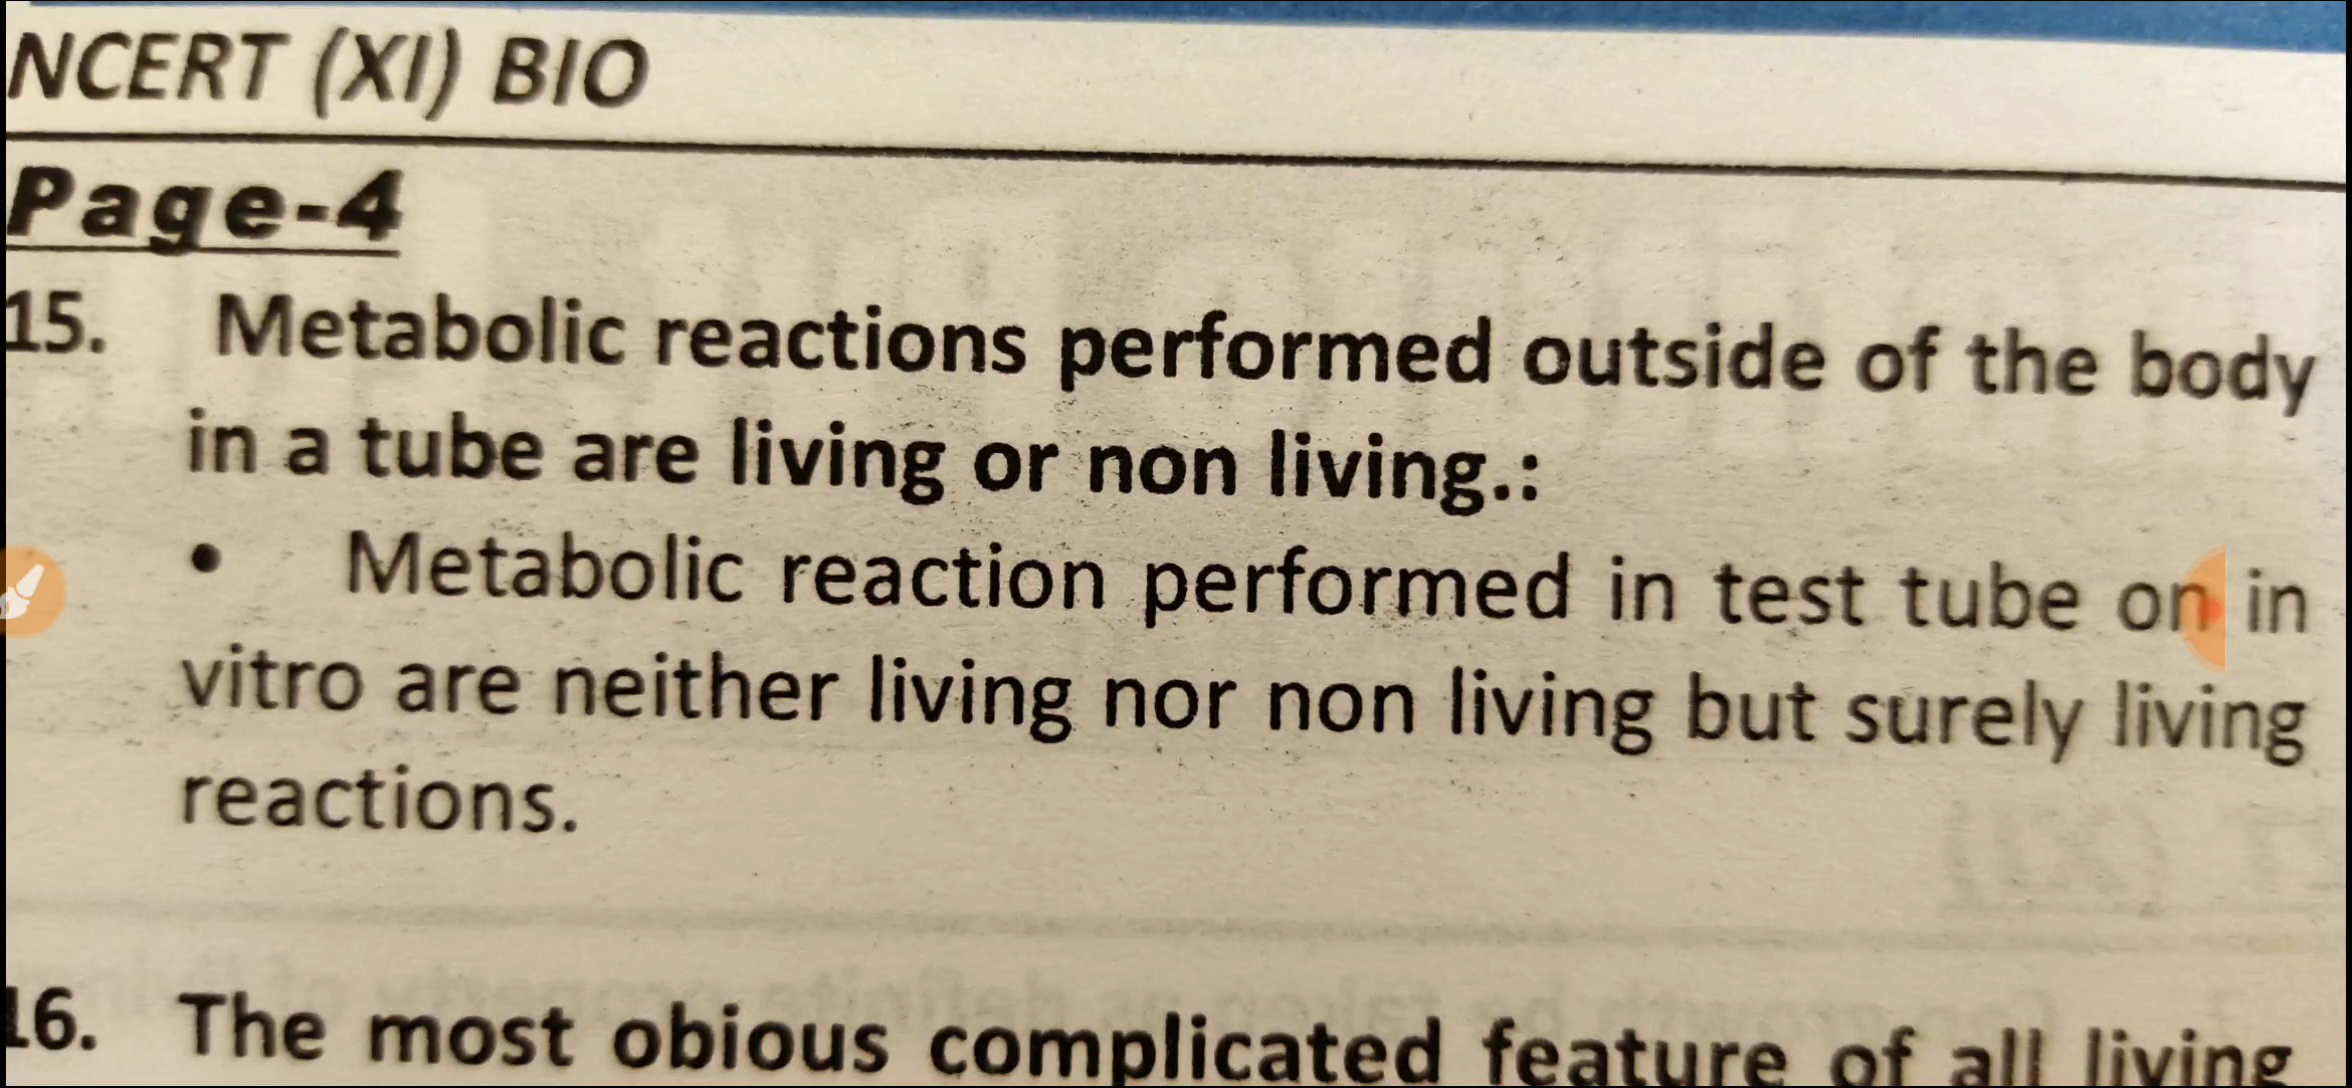 NCERT (XI) BIO
Page-4
15. Metabolic reactions performed outside of the body
in a tube are living or non living.:
• Metabolic reaction performed in test tube on in
vitro are neither living nor non living but surely living
reactions.
16. The most obious complicated feature of all living